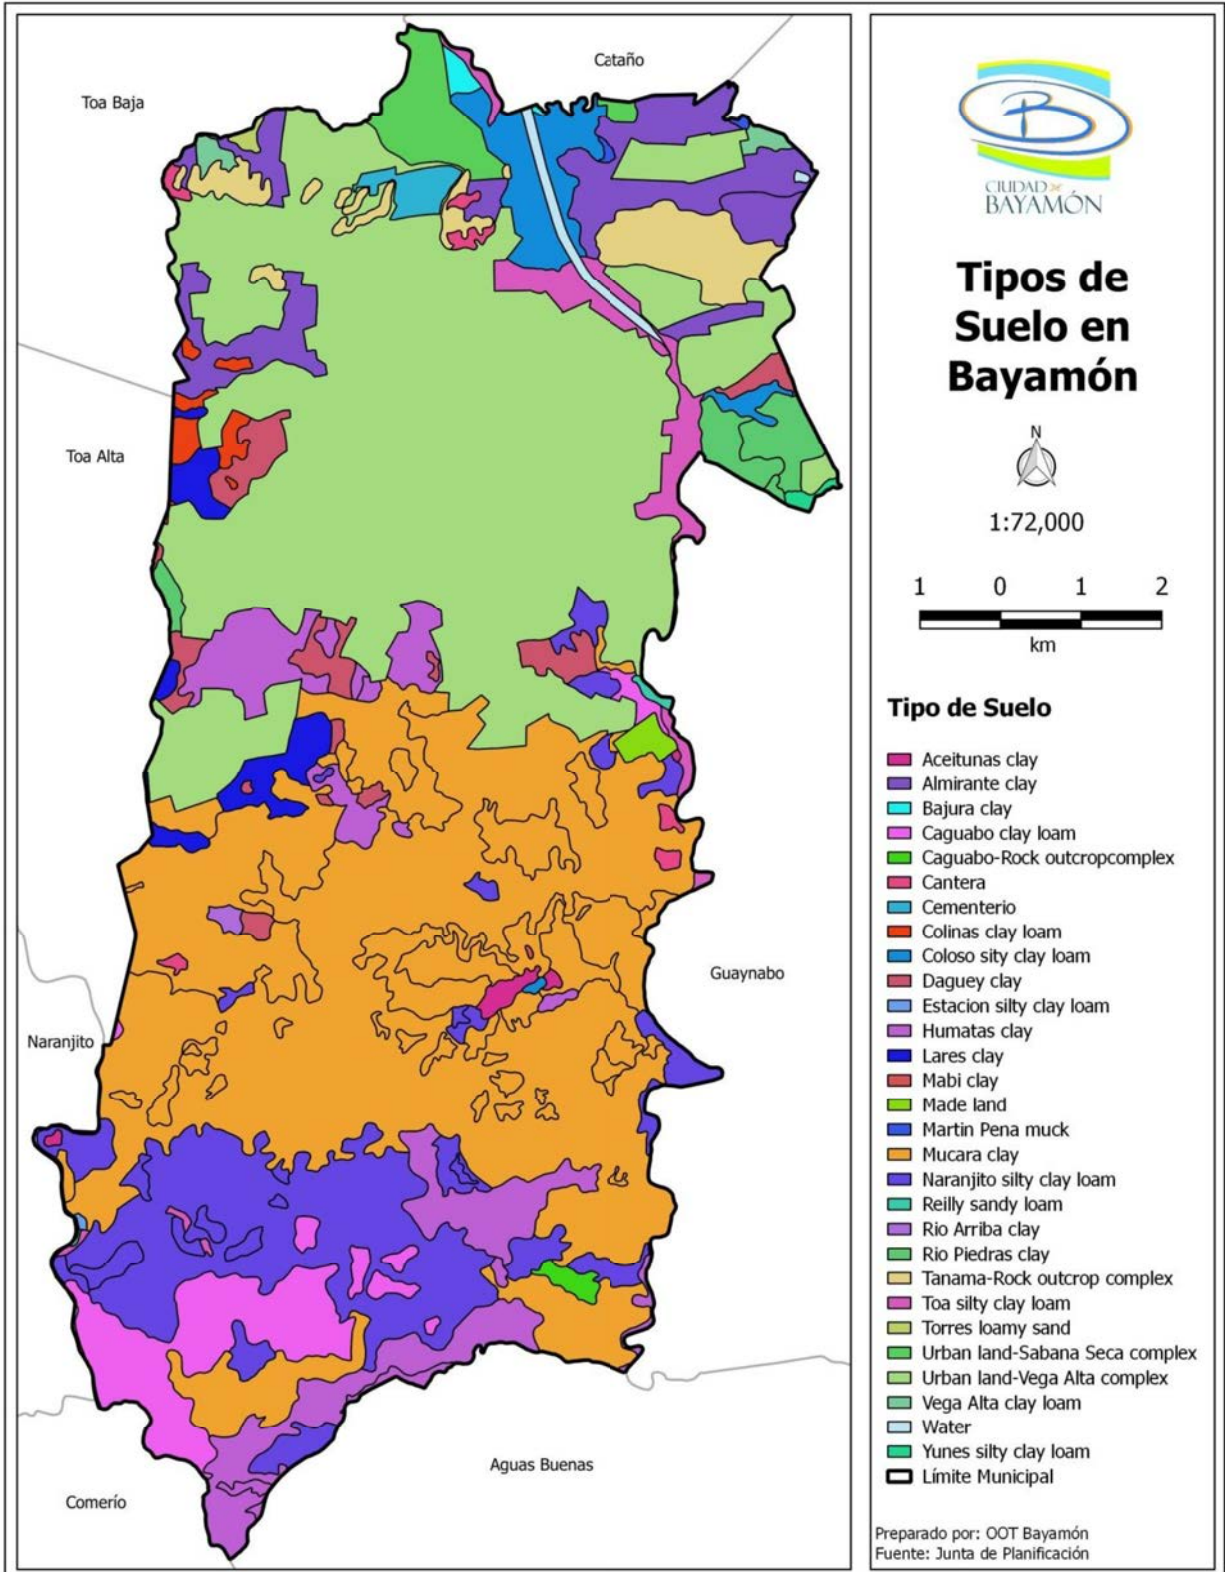 Cataño
Toa Baja
Toa Alta
Guaynabo
Naranjito
Aguas Buenas
Comerío
CIUDAD DE
BAYAMÓN
Tipos de
Suelo en
Bayamón
N
1:72,000
1 0 1 2
km
Tipo de Suelo
Aceitunas clay
Almirante clay
Bajura clay
Caguabo clay loam
Caguabo-Rock outcropcomplex
Cantera
Cementerio
Colinas clay loam
Coloso sity clay loam
Daguey clay
Estacion silty clay loam
Humatas clay
Lares clay
Mabi clay
Made land
Martin Pena muck
Mucara clay
Naranjito silty clay loam
Reilly sandy loam
Rio Arriba clay
Rio Piedras clay
Tanama-Rock outcrop complex
Toa silty clay loam
Torres loamy sand
Urban land-Sabana Seca complex
Urban land-Vega Alta complex
Vega Alta clay loam
Water
Yunes silty clay loam
Límite Municipal
Preparado por: OOT Bayamón
Fuente: Junta de Planificación